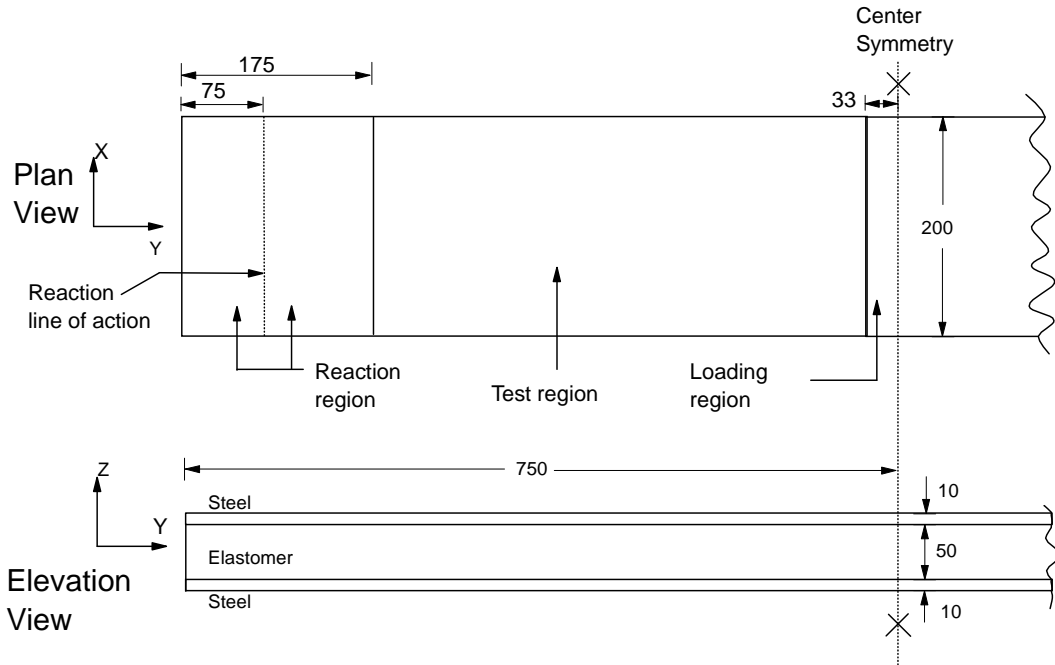 Center
Symmetry
175
75
33
X
Plan
View
Y
200
Reaction
line of action
Reaction
region
Test region
Loading
region
Z
750
Steel
10
Y
Elastomer
50
Elevation
View
Steel
10